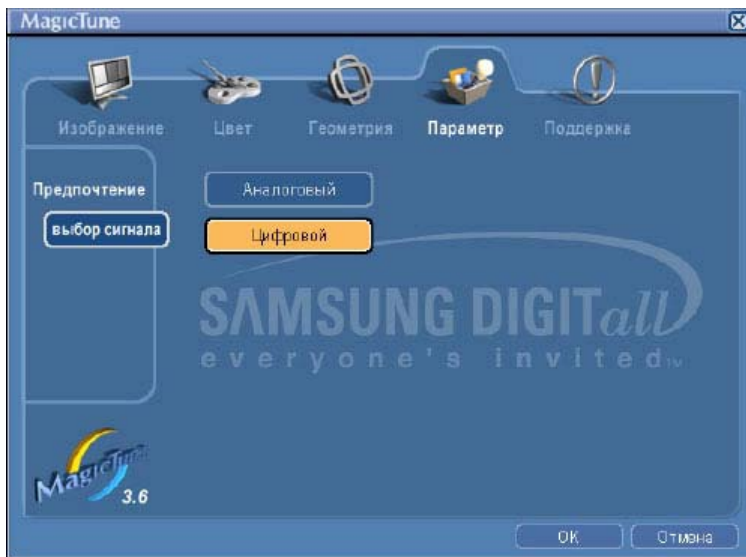 MagicTune
Изображение
Цвет
Геометрия
Параметр
Поддержка
Предпочтение
выбор сигнала
Аналоговый
Цифровой
SAMSUNG DIGITall
everyone's invited™
MagicTune
3.6
OK
Отмена